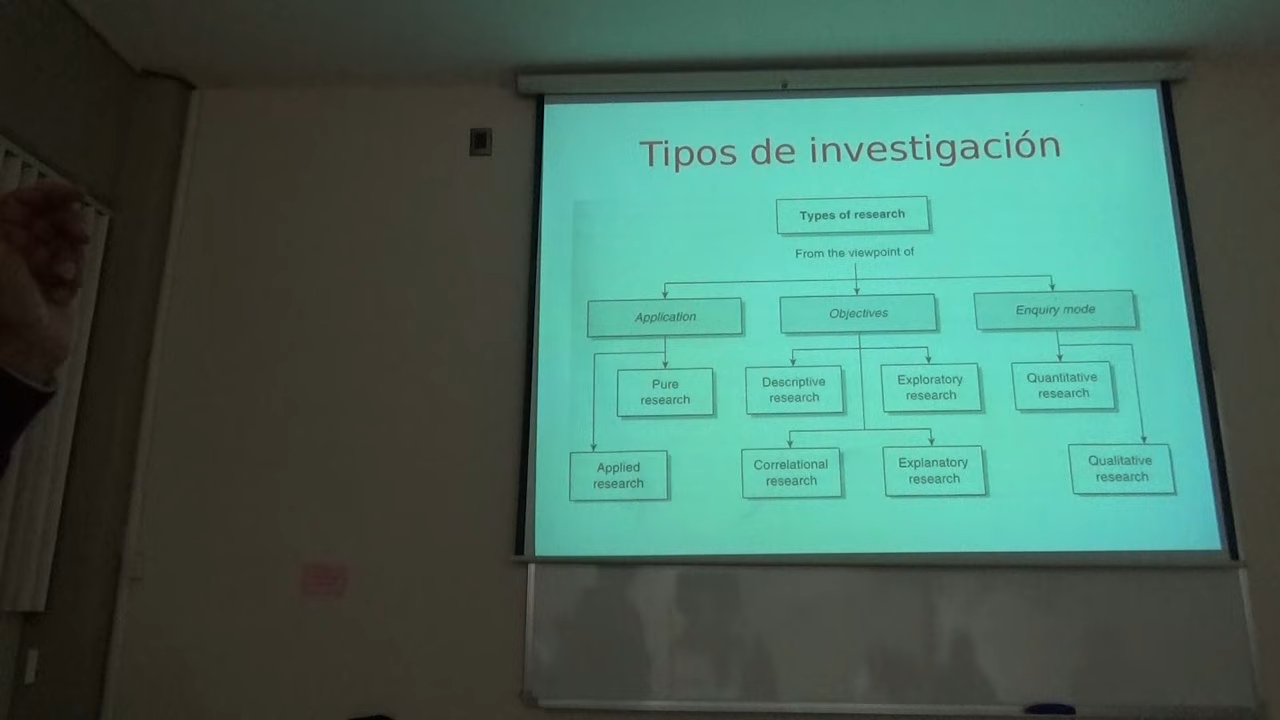 Tipos de investigación
Types of research
From the viewpoint of
Application
Objectives
Enquiry mode
Pure
research
Descriptive
research
Exploratory
research
Quantitative
research
Applied
research
Correlational
research
Explanatory
research
Qualitative
research